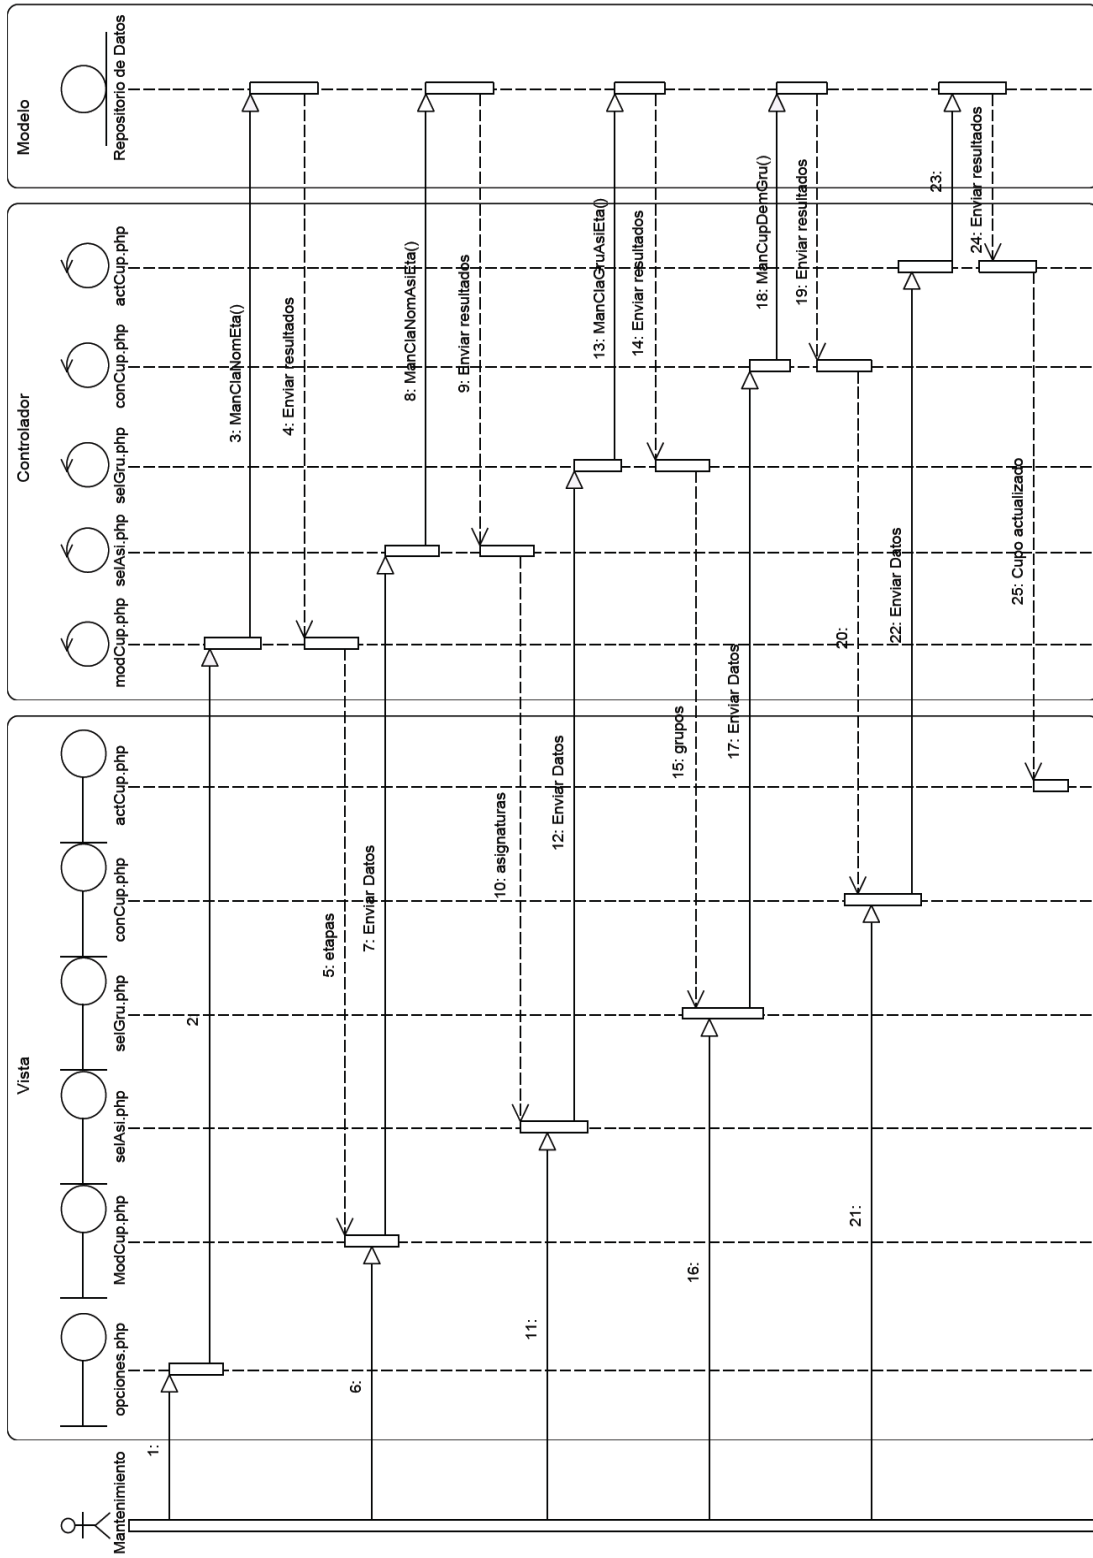 Vista
Controlador
Modelo
Mantenimiento
opciones.php
ModCup.php
selAsi.php
selGru.php
conCup.php
actCup.php
modCup.php
selAsi.php
selGru.php
conCup.php
actCup.php
Repositorio de Datos
1:
2:
3: ManClaNomEta()
4: Enviar resultados
5: etapas
6:
7: Enviar Datos
8: ManClaNomAsiEta()
9: Enviar resultados
10: asignaturas
11:
12: Enviar Datos
13: ManClaGruAsiEta()
14: Enviar resultados
15: grupos
16:
17: Enviar Datos
18: ManCupDemGru()
19: Enviar resultados
20:
21:
22: Enviar Datos
23:
24: Enviar resultados
25: Cupo actualizado